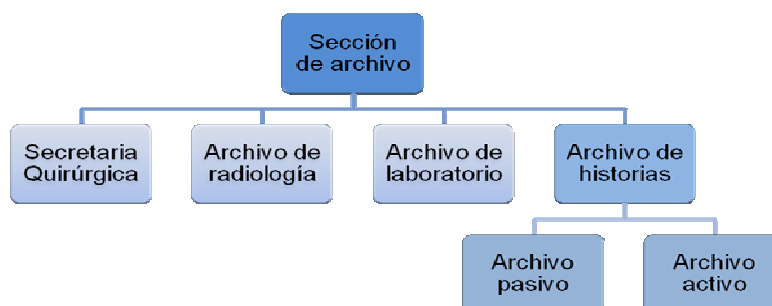 Sección
de archivo
Secretaria
Quirúrgica
Archivo de
radiología
Archivo de
laboratorio
Archivo de
historias
Archivo
pasivo
Archivo
activo